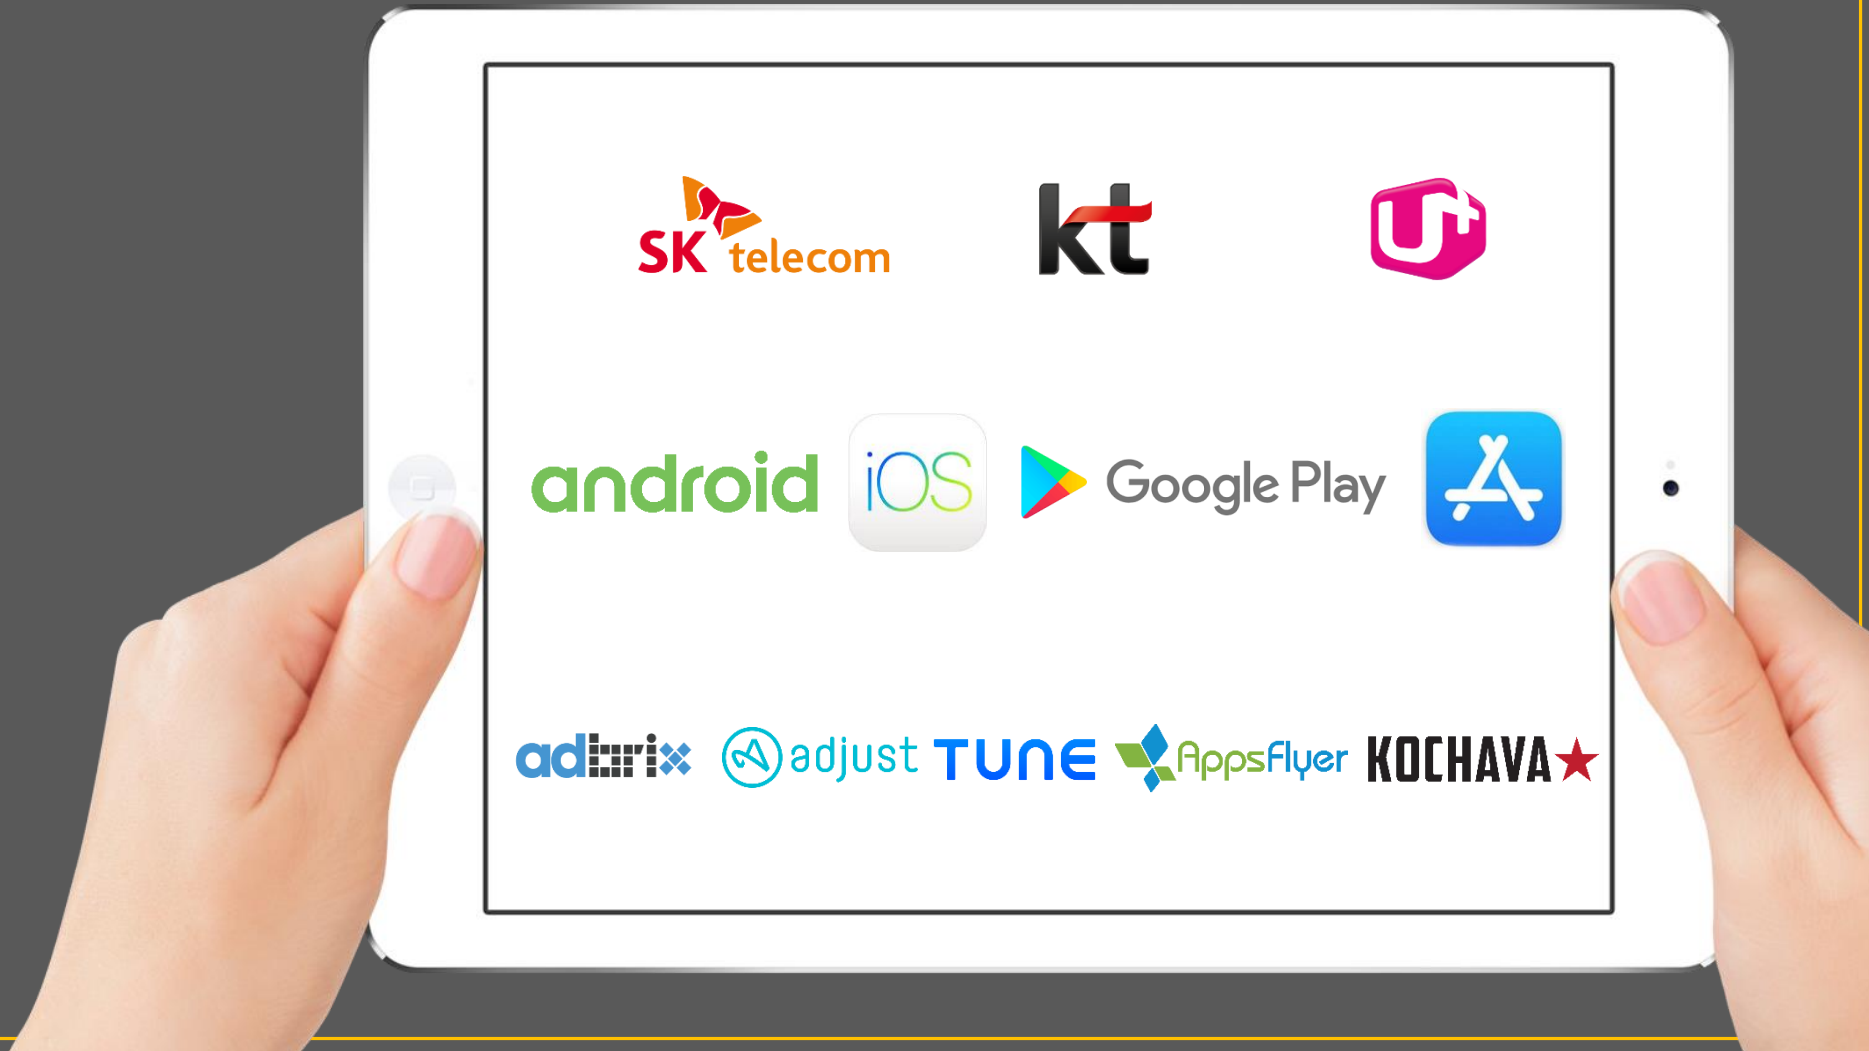 SK telecom
kt
U+
android
iOS
Google Play
adbrix
adjust
TUNE
AppsFlyer
KOCHAVA